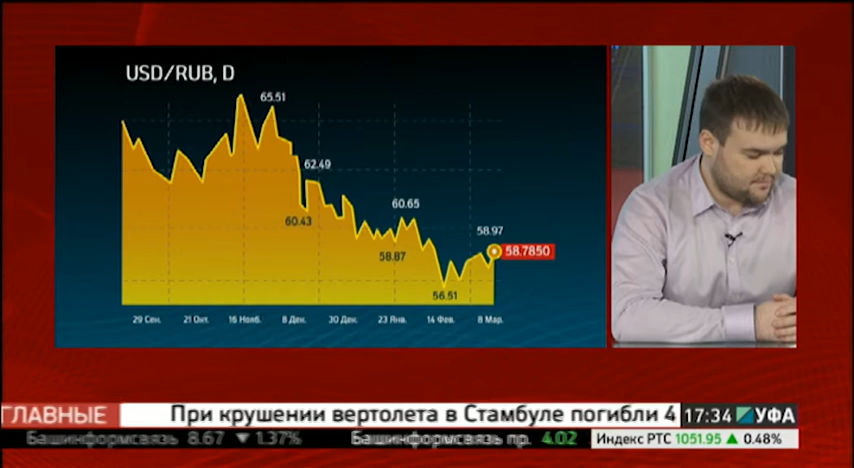 USD/RUB, D
65.51
62.49
60.43
60.65
58.87
58.97
58.7850
56.51
29 Сен. 21 Окт. 16 Нояб. 8 Дек. 30 Дек. 23 Янв. 14 Фев. 8 Мар.
ГЛАВНЫЕ При крушении вертолета в Стамбуле погибли 4 17:34 УФА
Башинформсвязь 8.67 ▼ 1.37% Башинформсвязь пр. 4.02 Индекс РТС 1051.95 ▲ 0.48%